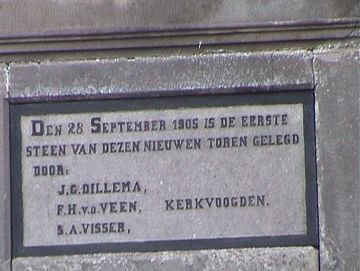 DEN 28 SEPTEMBER 1905 IS DE EERSTE
STEEN VAN DEZEN NIEUWEN TOREN GELEGD
DOOR:
J.G.DILLEMA,
F.H.v.d.VEEN, KERKVOOGDEN.
S.A.VISSER,